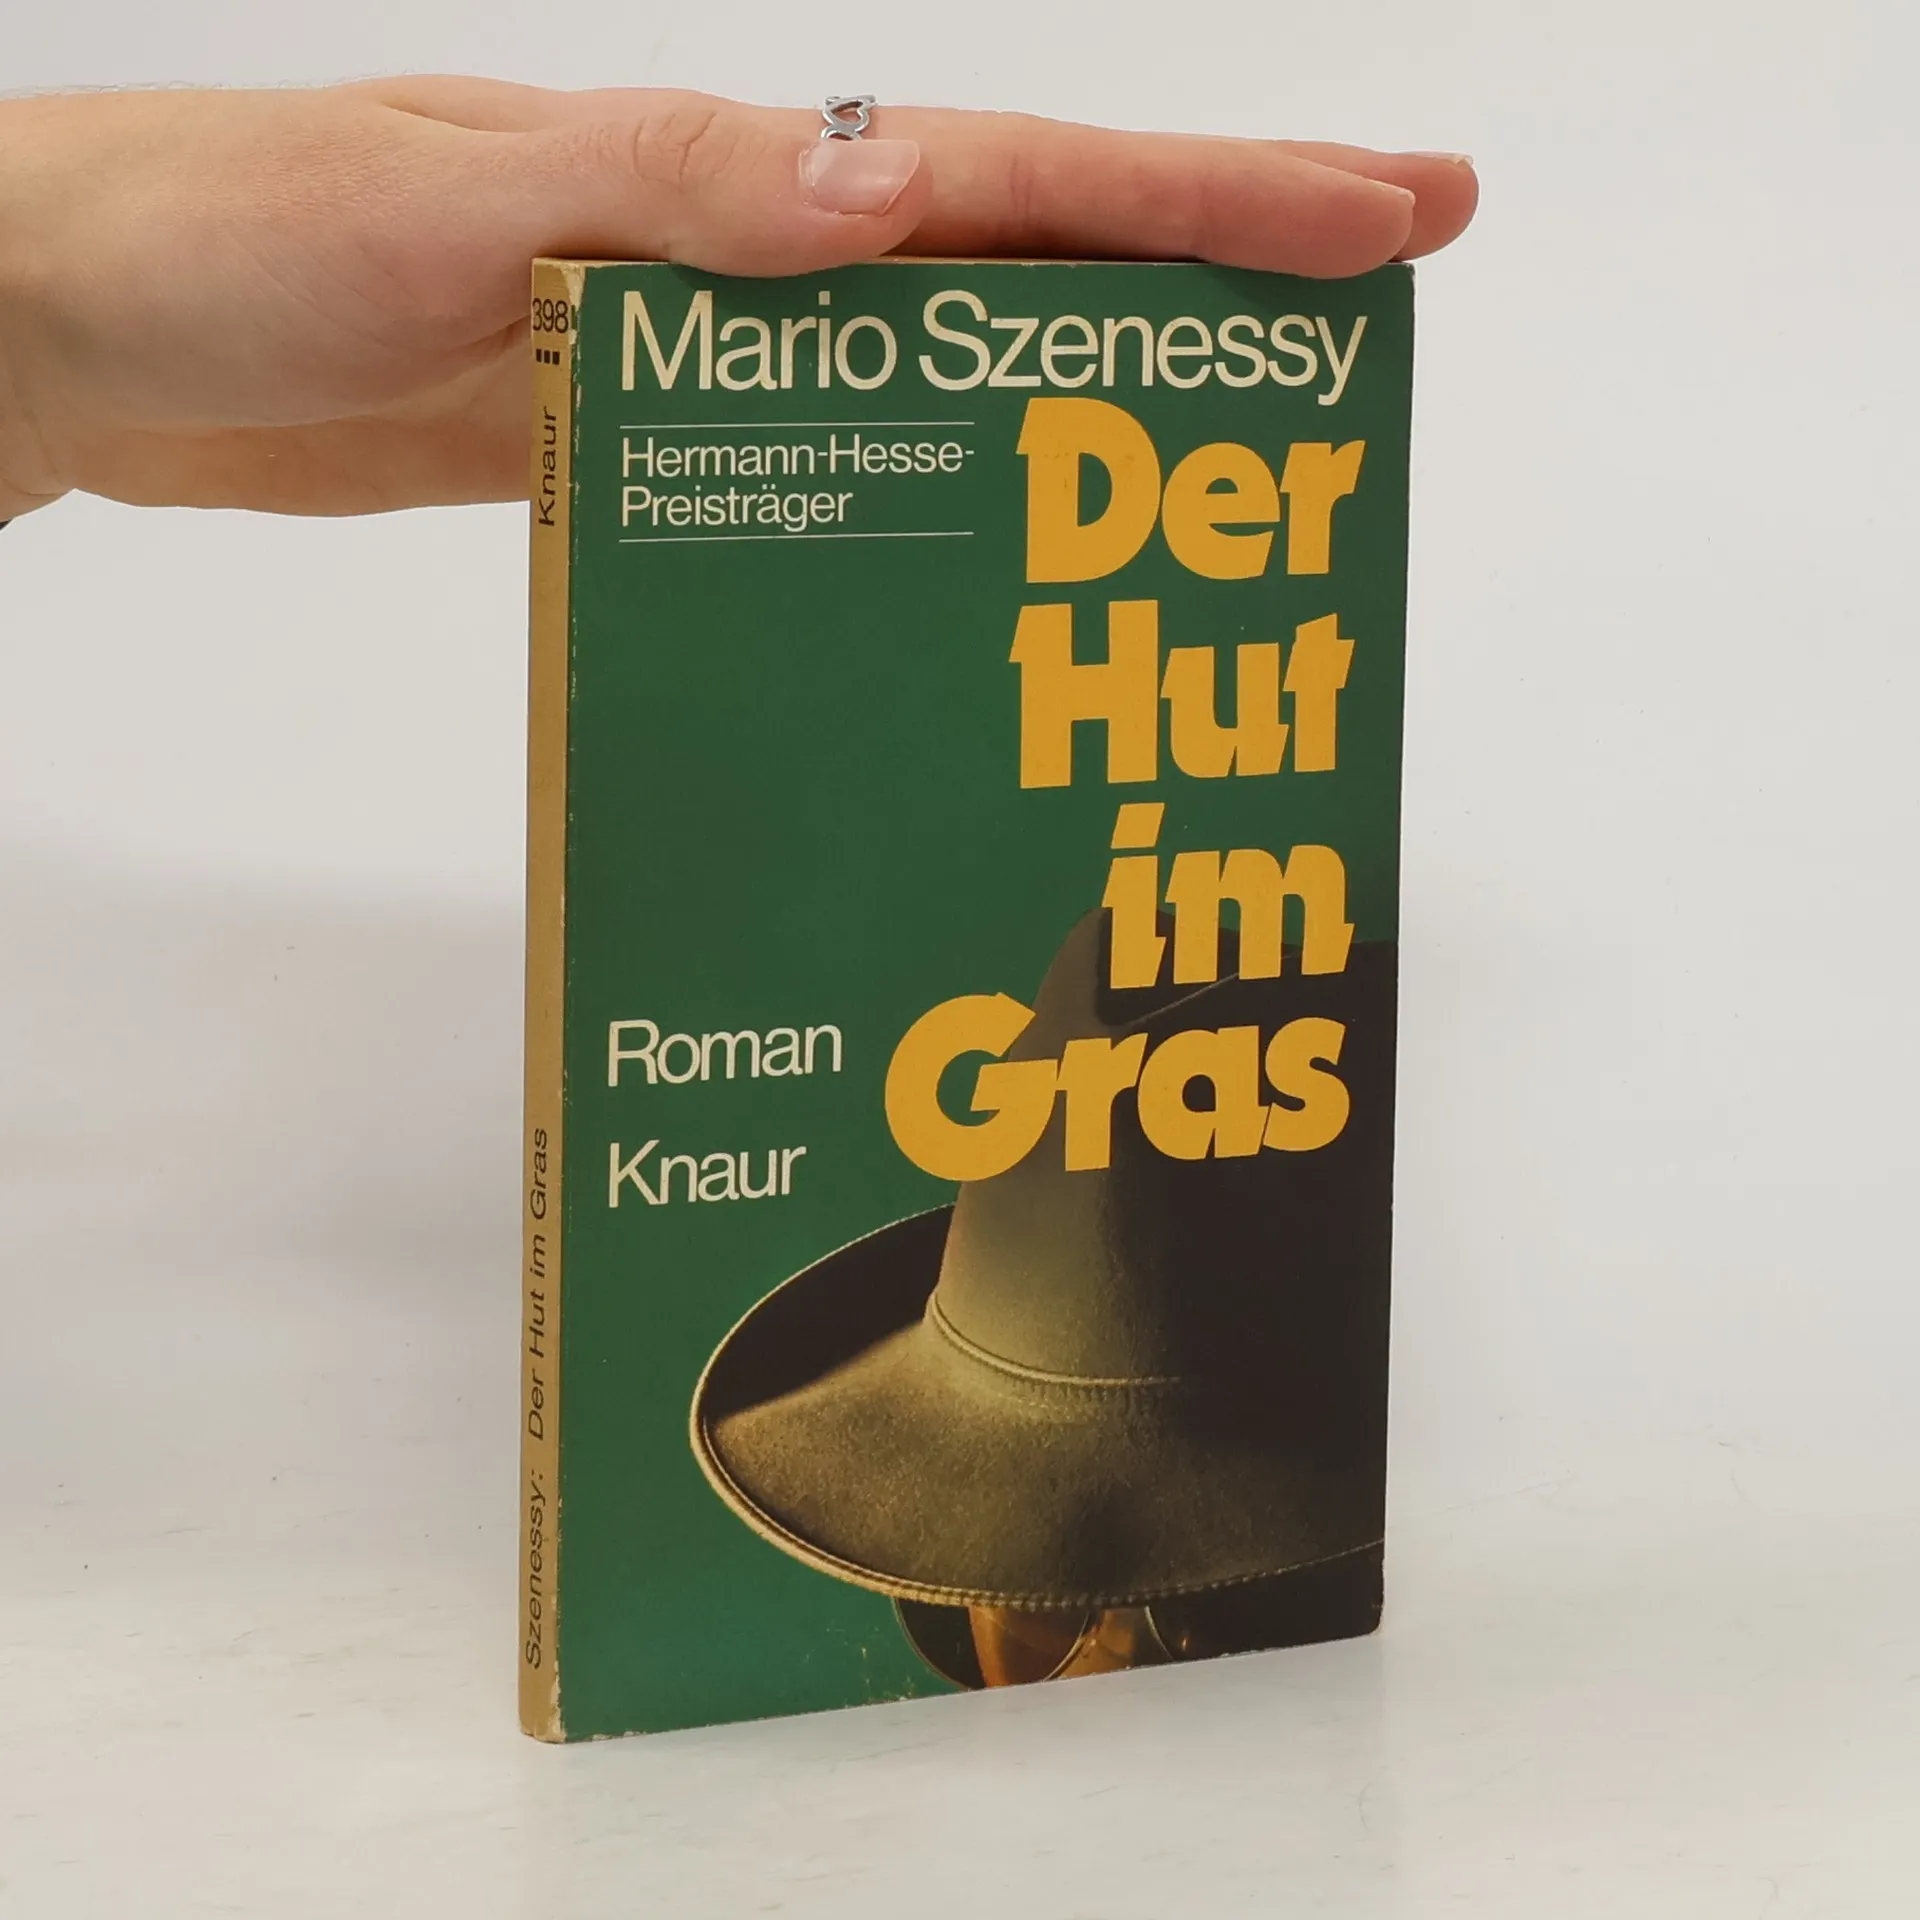 Mario Szenessy
Hermann-Hesse-
Preisträger
Der
Hut
im
Gras
Roman
Knaur
398
Knaur
Szenessy: Der Hut im Gras